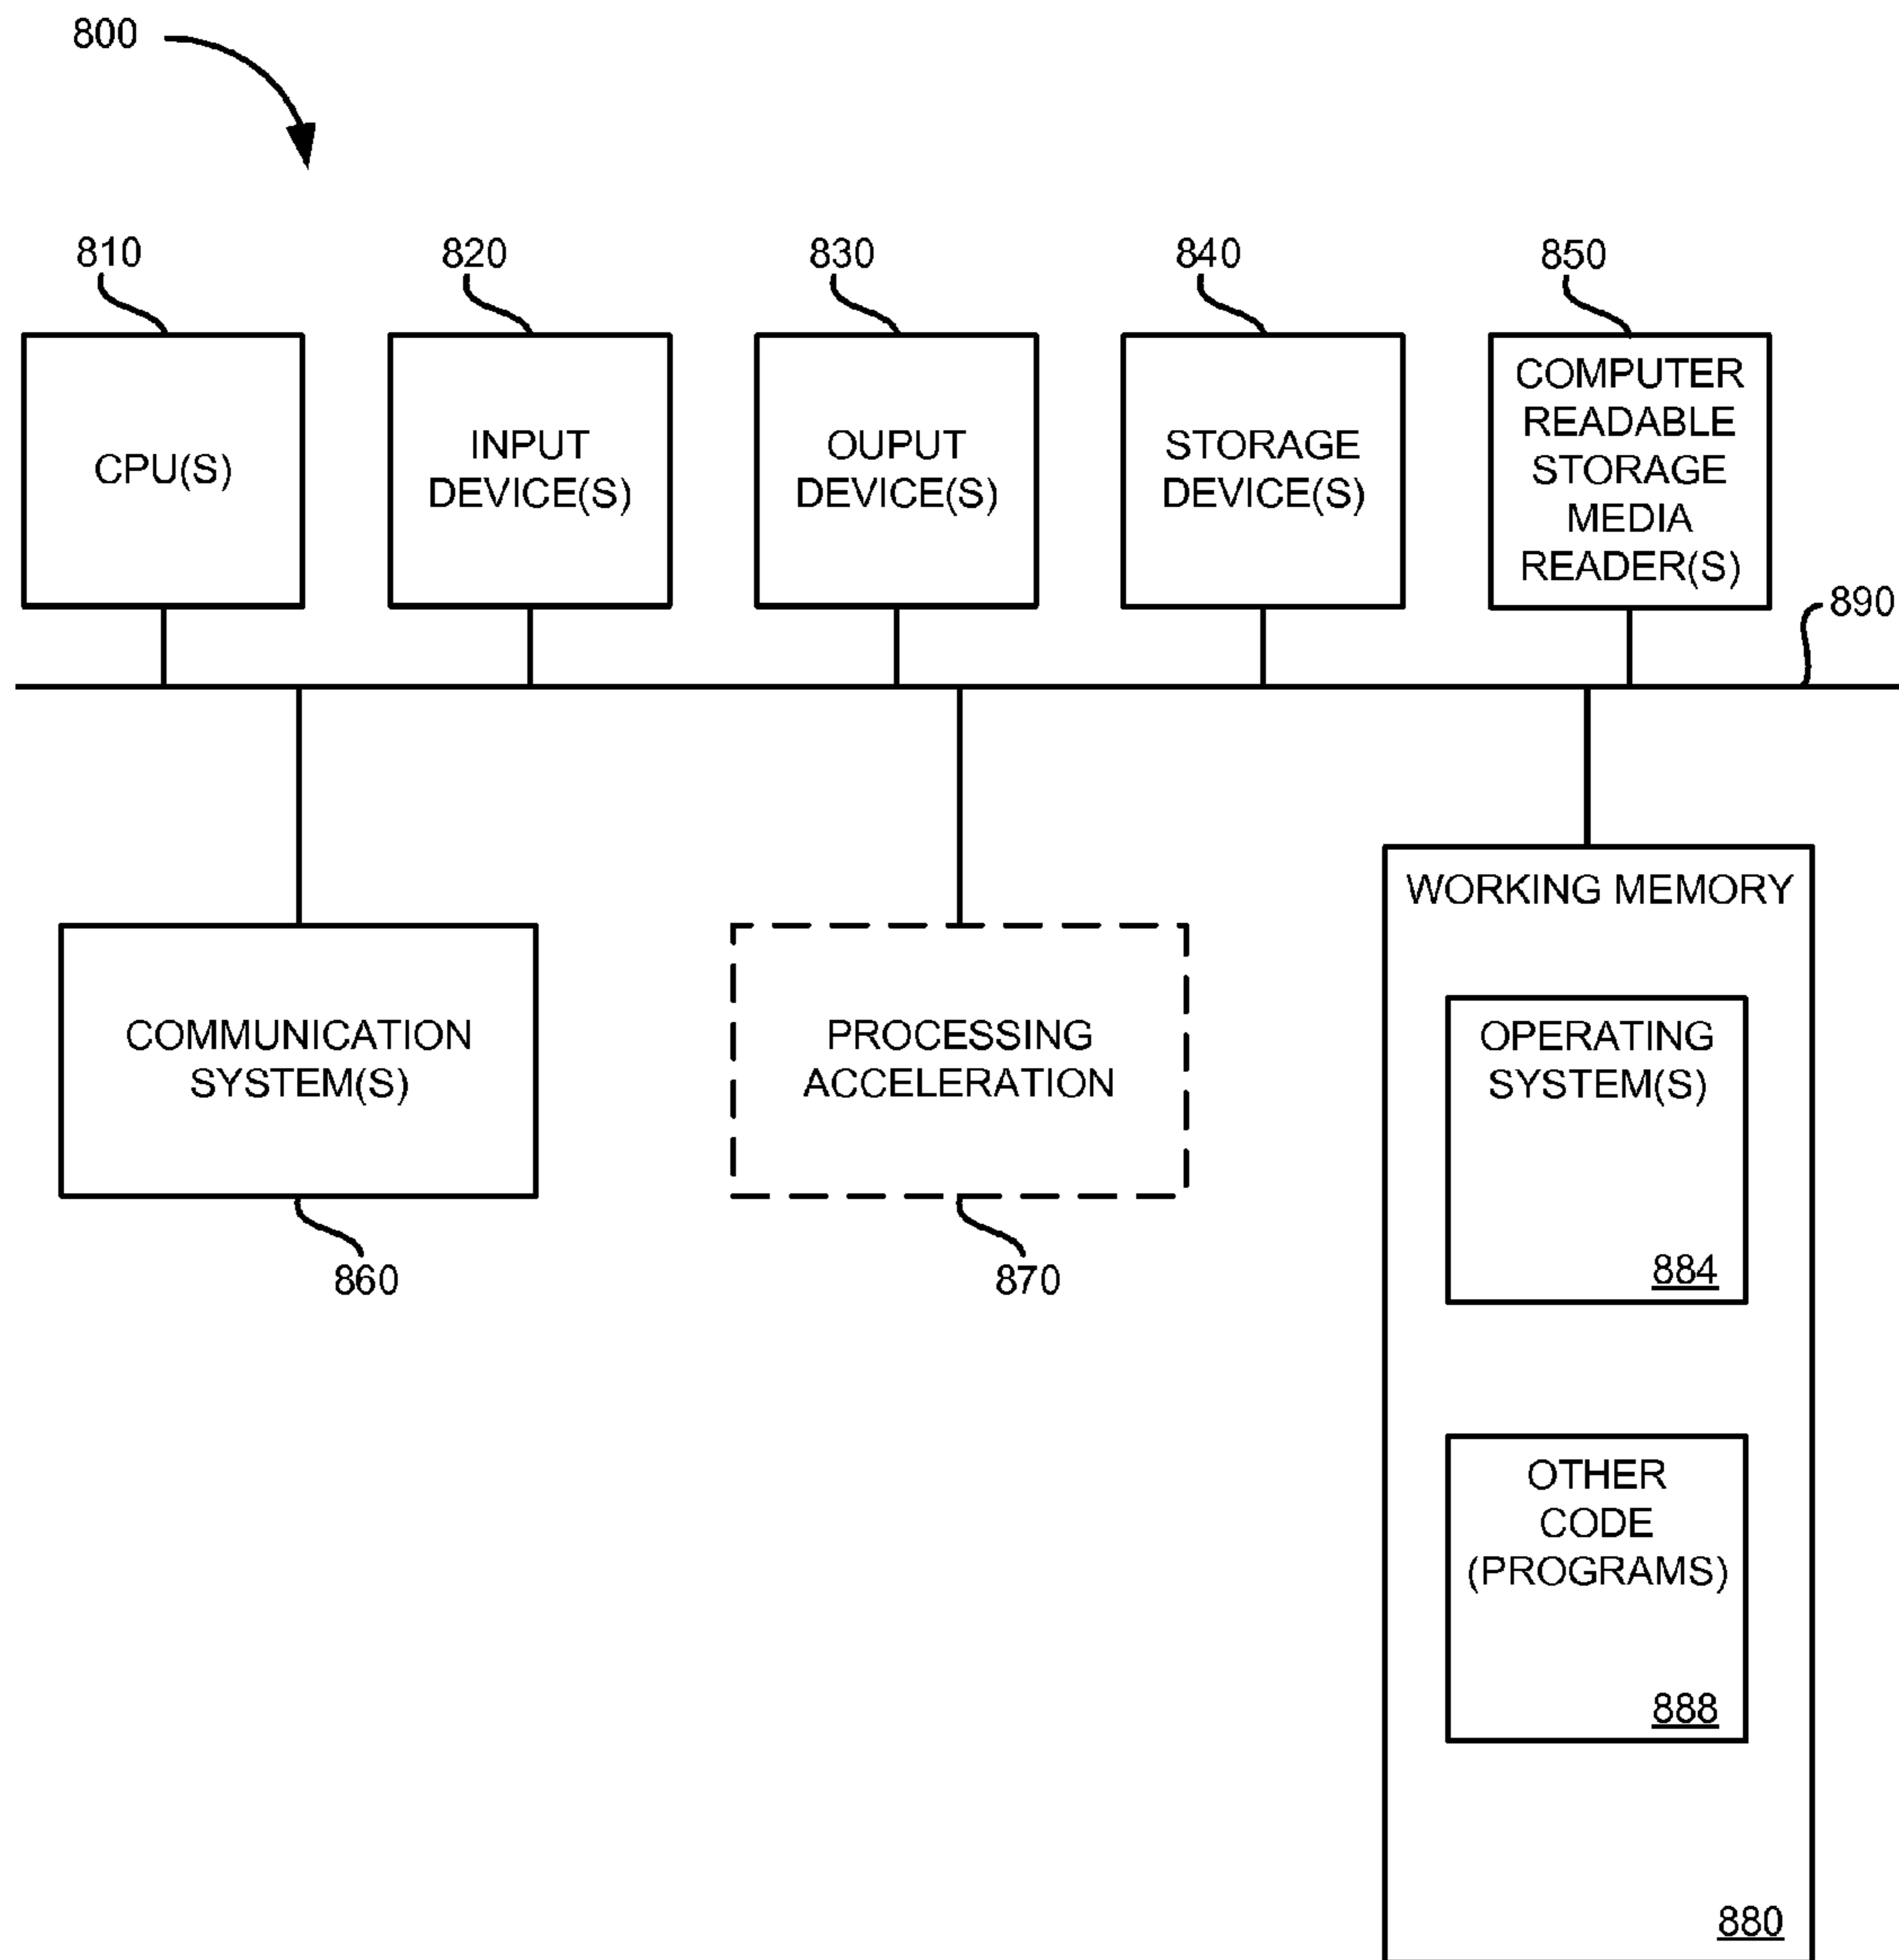 800
810
820
830
840
850
CPU(S)
INPUT
DEVICE(S)
OUPUT
DEVICE(S)
STORAGE
DEVICE(S)
COMPUTER
READABLE
STORAGE
MEDIA
READER(S)
890
COMMUNICATION
SYSTEM(S)
860
PROCESSING
ACCELERATION
870
WORKING MEMORY
OPERATING
SYSTEM(S)
884
OTHER
CODE
(PROGRAMS)
888
880